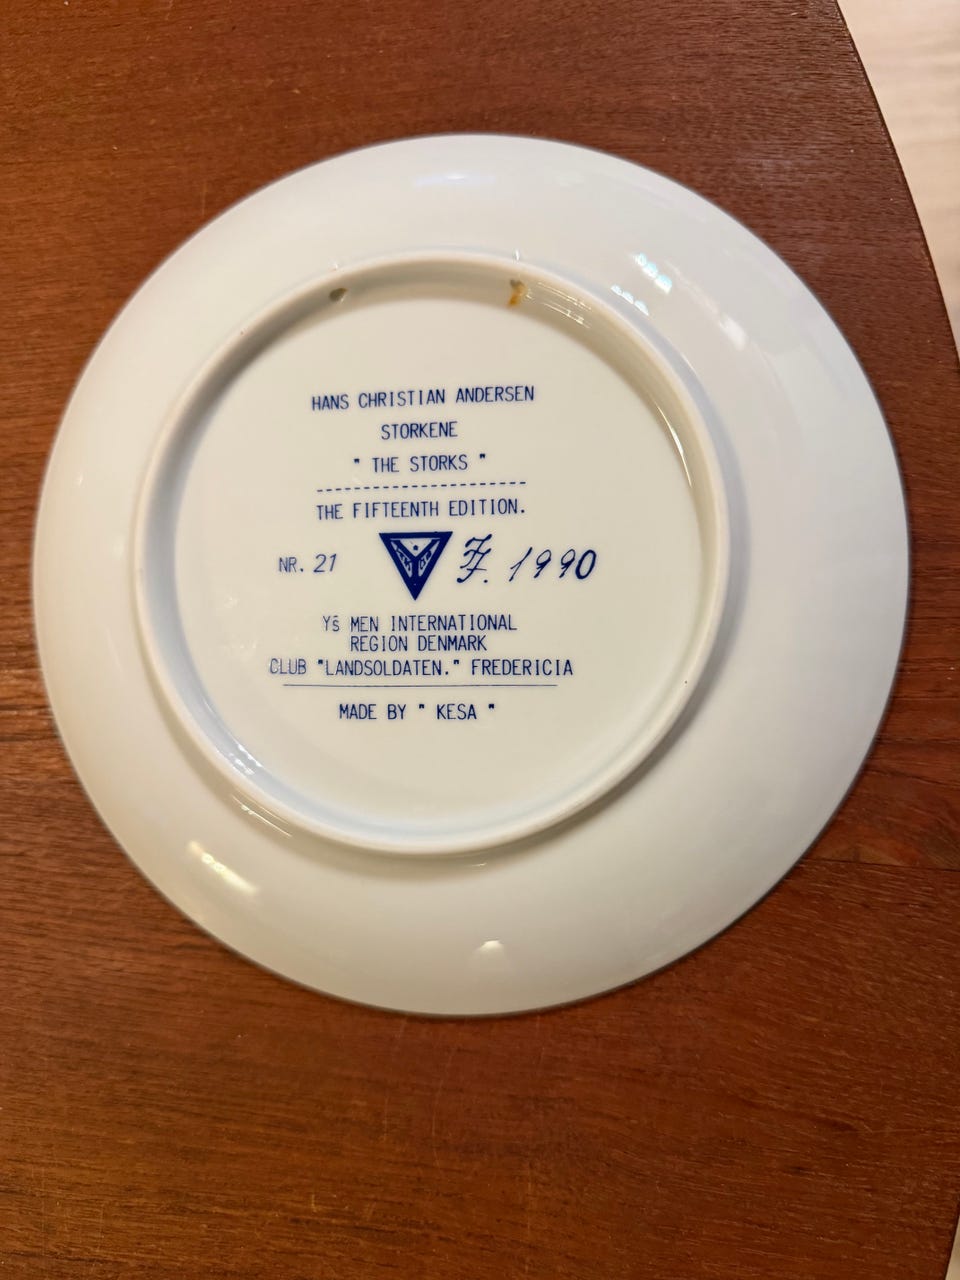 HANS CHRISTIAN ANDERSEN
STORKENE
" THE STORKS "
THE FIFTEENTH EDITION.
NR. 21 1990
Ys MEN INTERNATIONAL
REGION DENMARK
CLUB "LANDSOLDATEN." FREDERICIA
MADE BY " KESA "